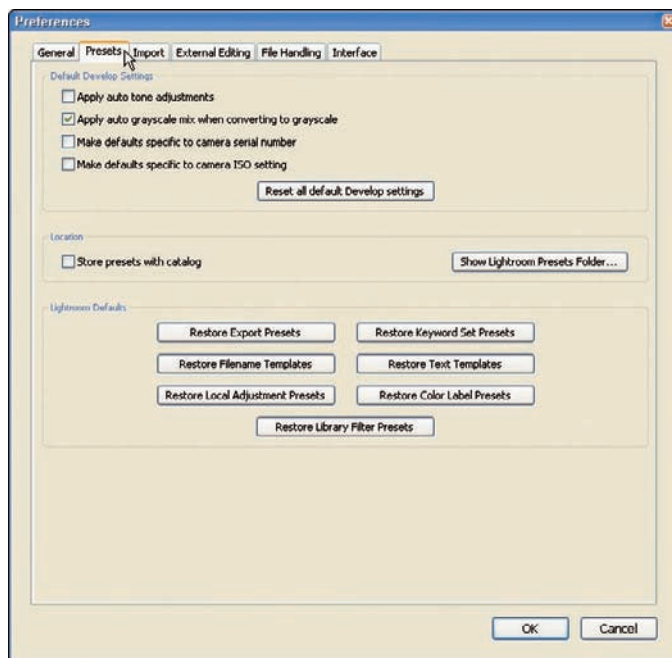 Preferences
General Presets Import External Editing File Handling Interface
Default Develop Settings
Apply auto tone adjustments
Apply auto grayscale mix when converting to grayscale
Make defaults specific to camera serial number
Make defaults specific to camera ISO setting
Reset all default Develop settings
Location
Store presets with catalog
Show Lightroom Presets Folder...
Lightroom Defaults
Restore Export Presets Restore Keyword Set Presets
Restore Filename Templates Restore Text Templates
Restore Local Adjustment Presets Restore Color Label Presets
Restore Library Filter Presets
OK Cancel